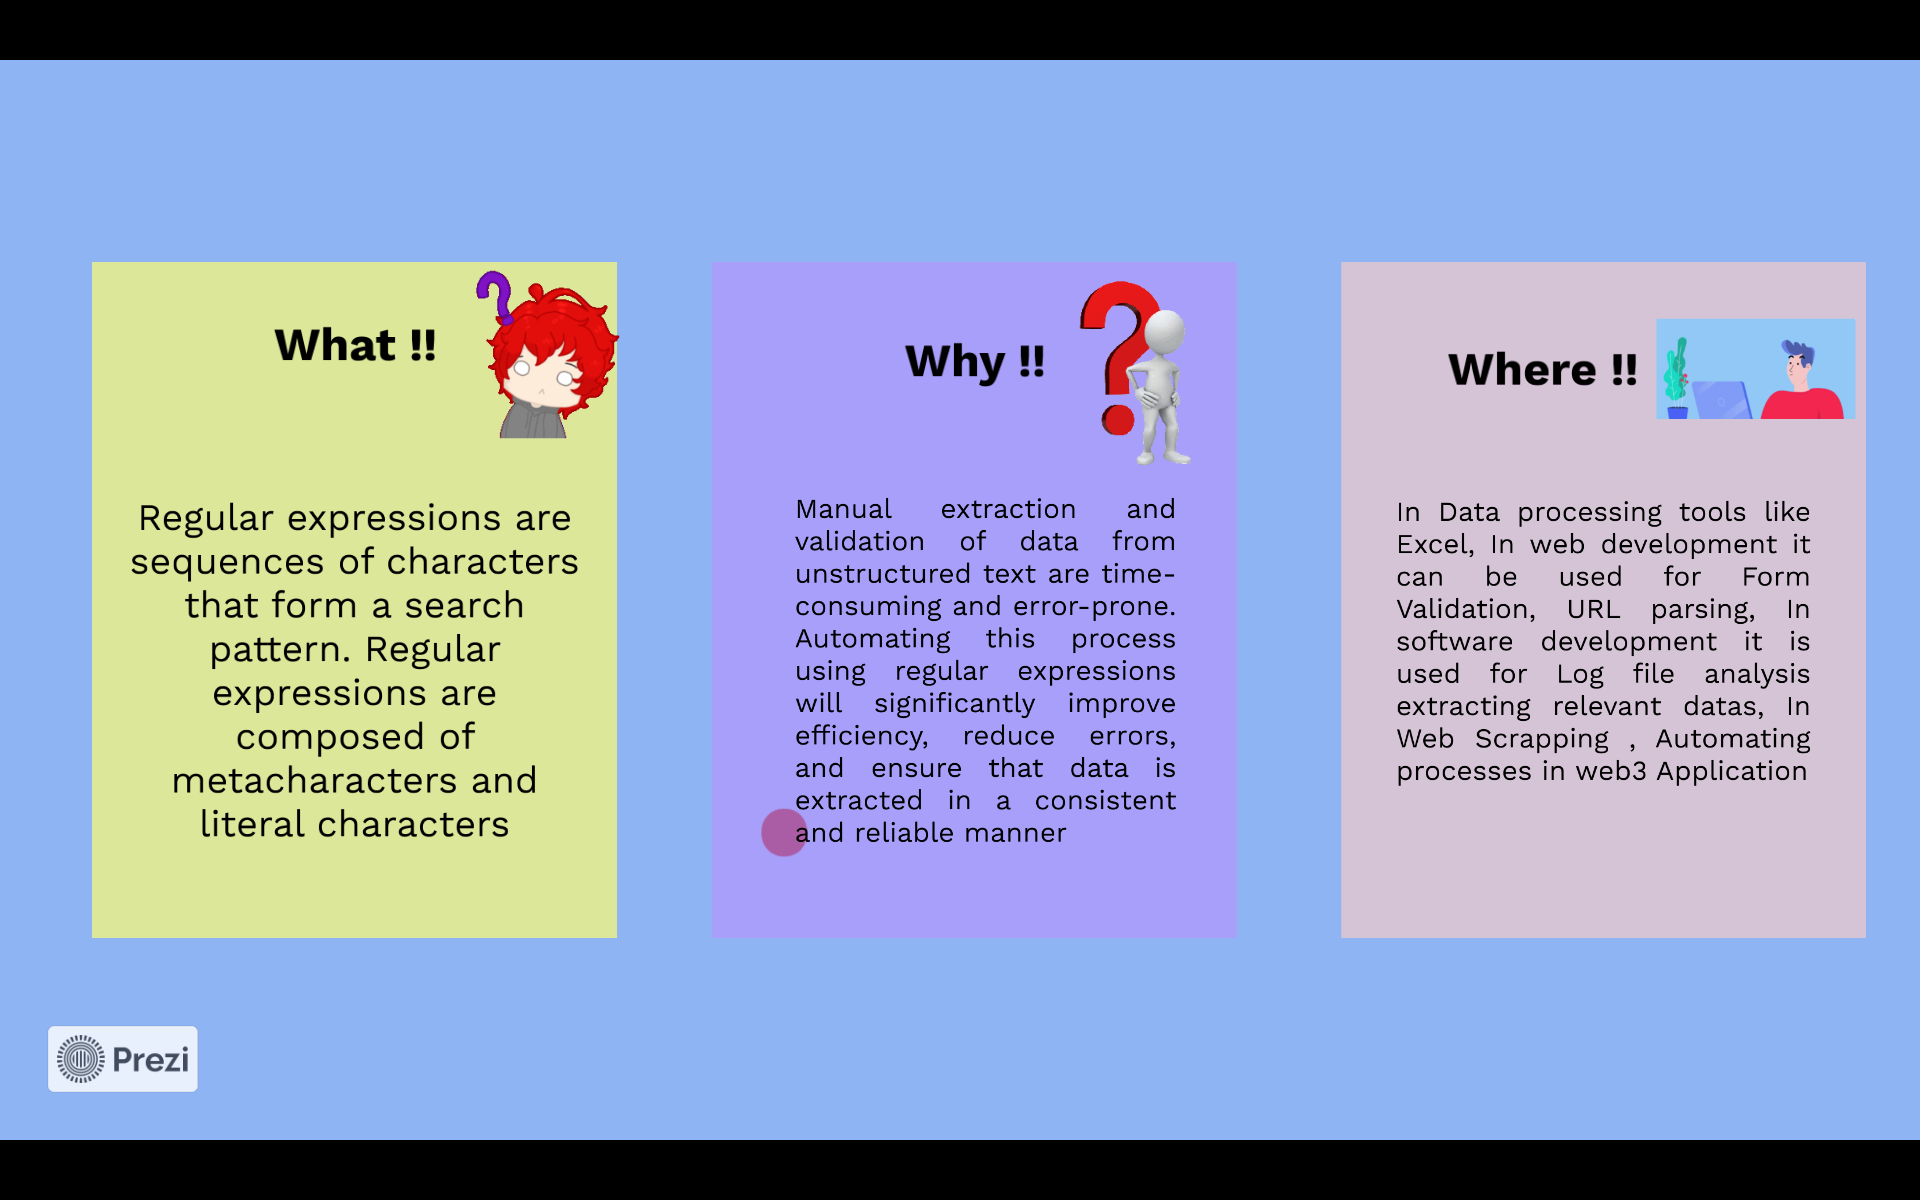 What !!
Regular expressions are
sequences of characters
that form a search
pattern. Regular
expressions are
composed of
metacharacters and
literal characters
Why !!
Manual extraction and
validation of data from
unstructured text are time-
consuming and error-prone.
Automating this process
using regular expressions
will significantly improve
efficiency, reduce errors,
and ensure that data is
extracted in a consistent
and reliable manner
Where !!
In Data processing tools like
Excel, In web development it
can be used for Form
Validation, URL parsing, In
software development it is
used for Log file analysis
extracting relevant datas, In
Web Scrapping , Automating
processes in web3 Application
Prezi